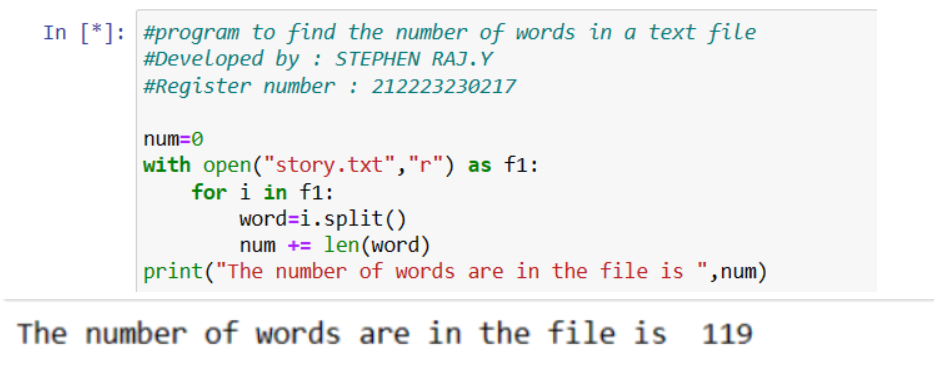 In [*]: #program to find the number of words in a text file
#Developed by : STEPHEN RAJ.Y
#Register number : 212223230217
num=0
with open("story.txt","r") as f1:
    for i in f1:
        word=i.split()
        num += len(word)
print("The number of words are in the file is ",num)
The number of words are in the file is  119